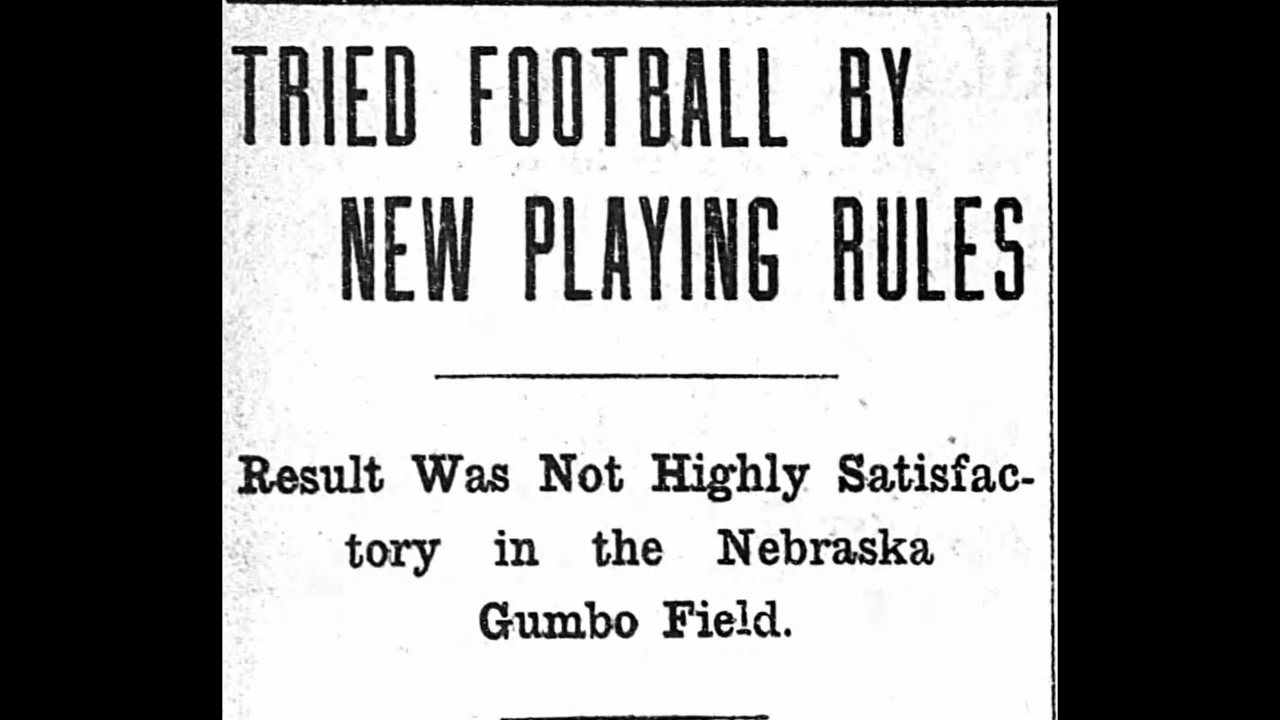 TRIED FOOTBALL BY
NEW PLAYING RULES
Result Was Not Highly Satisfac-
tory in the Nebraska
Gumbo Field.